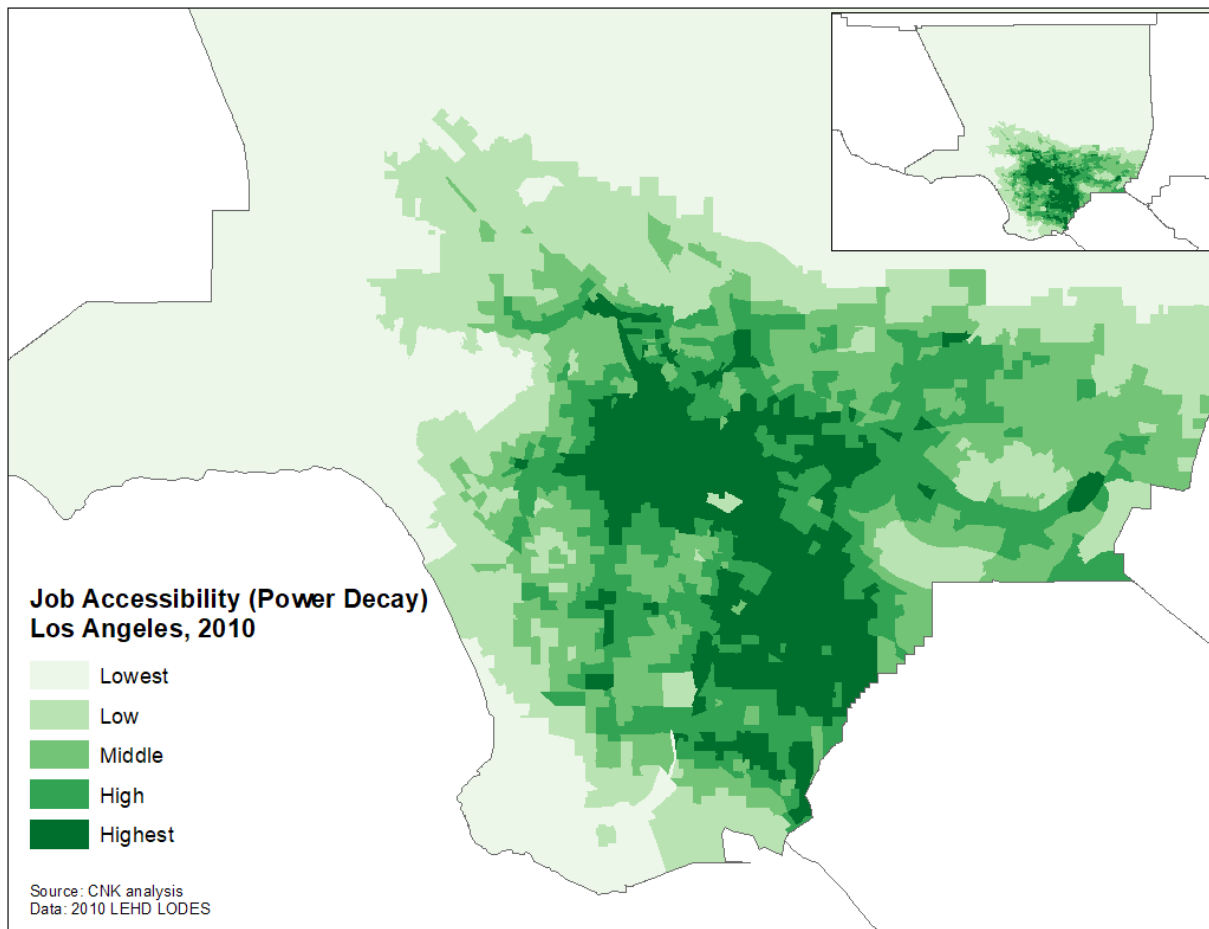 Job Accessibility (Power Decay)
Los Angeles, 2010
Lowest
Low
Middle
High
Highest
Source: CNK analysis
Data: 2010 LEHD LODES